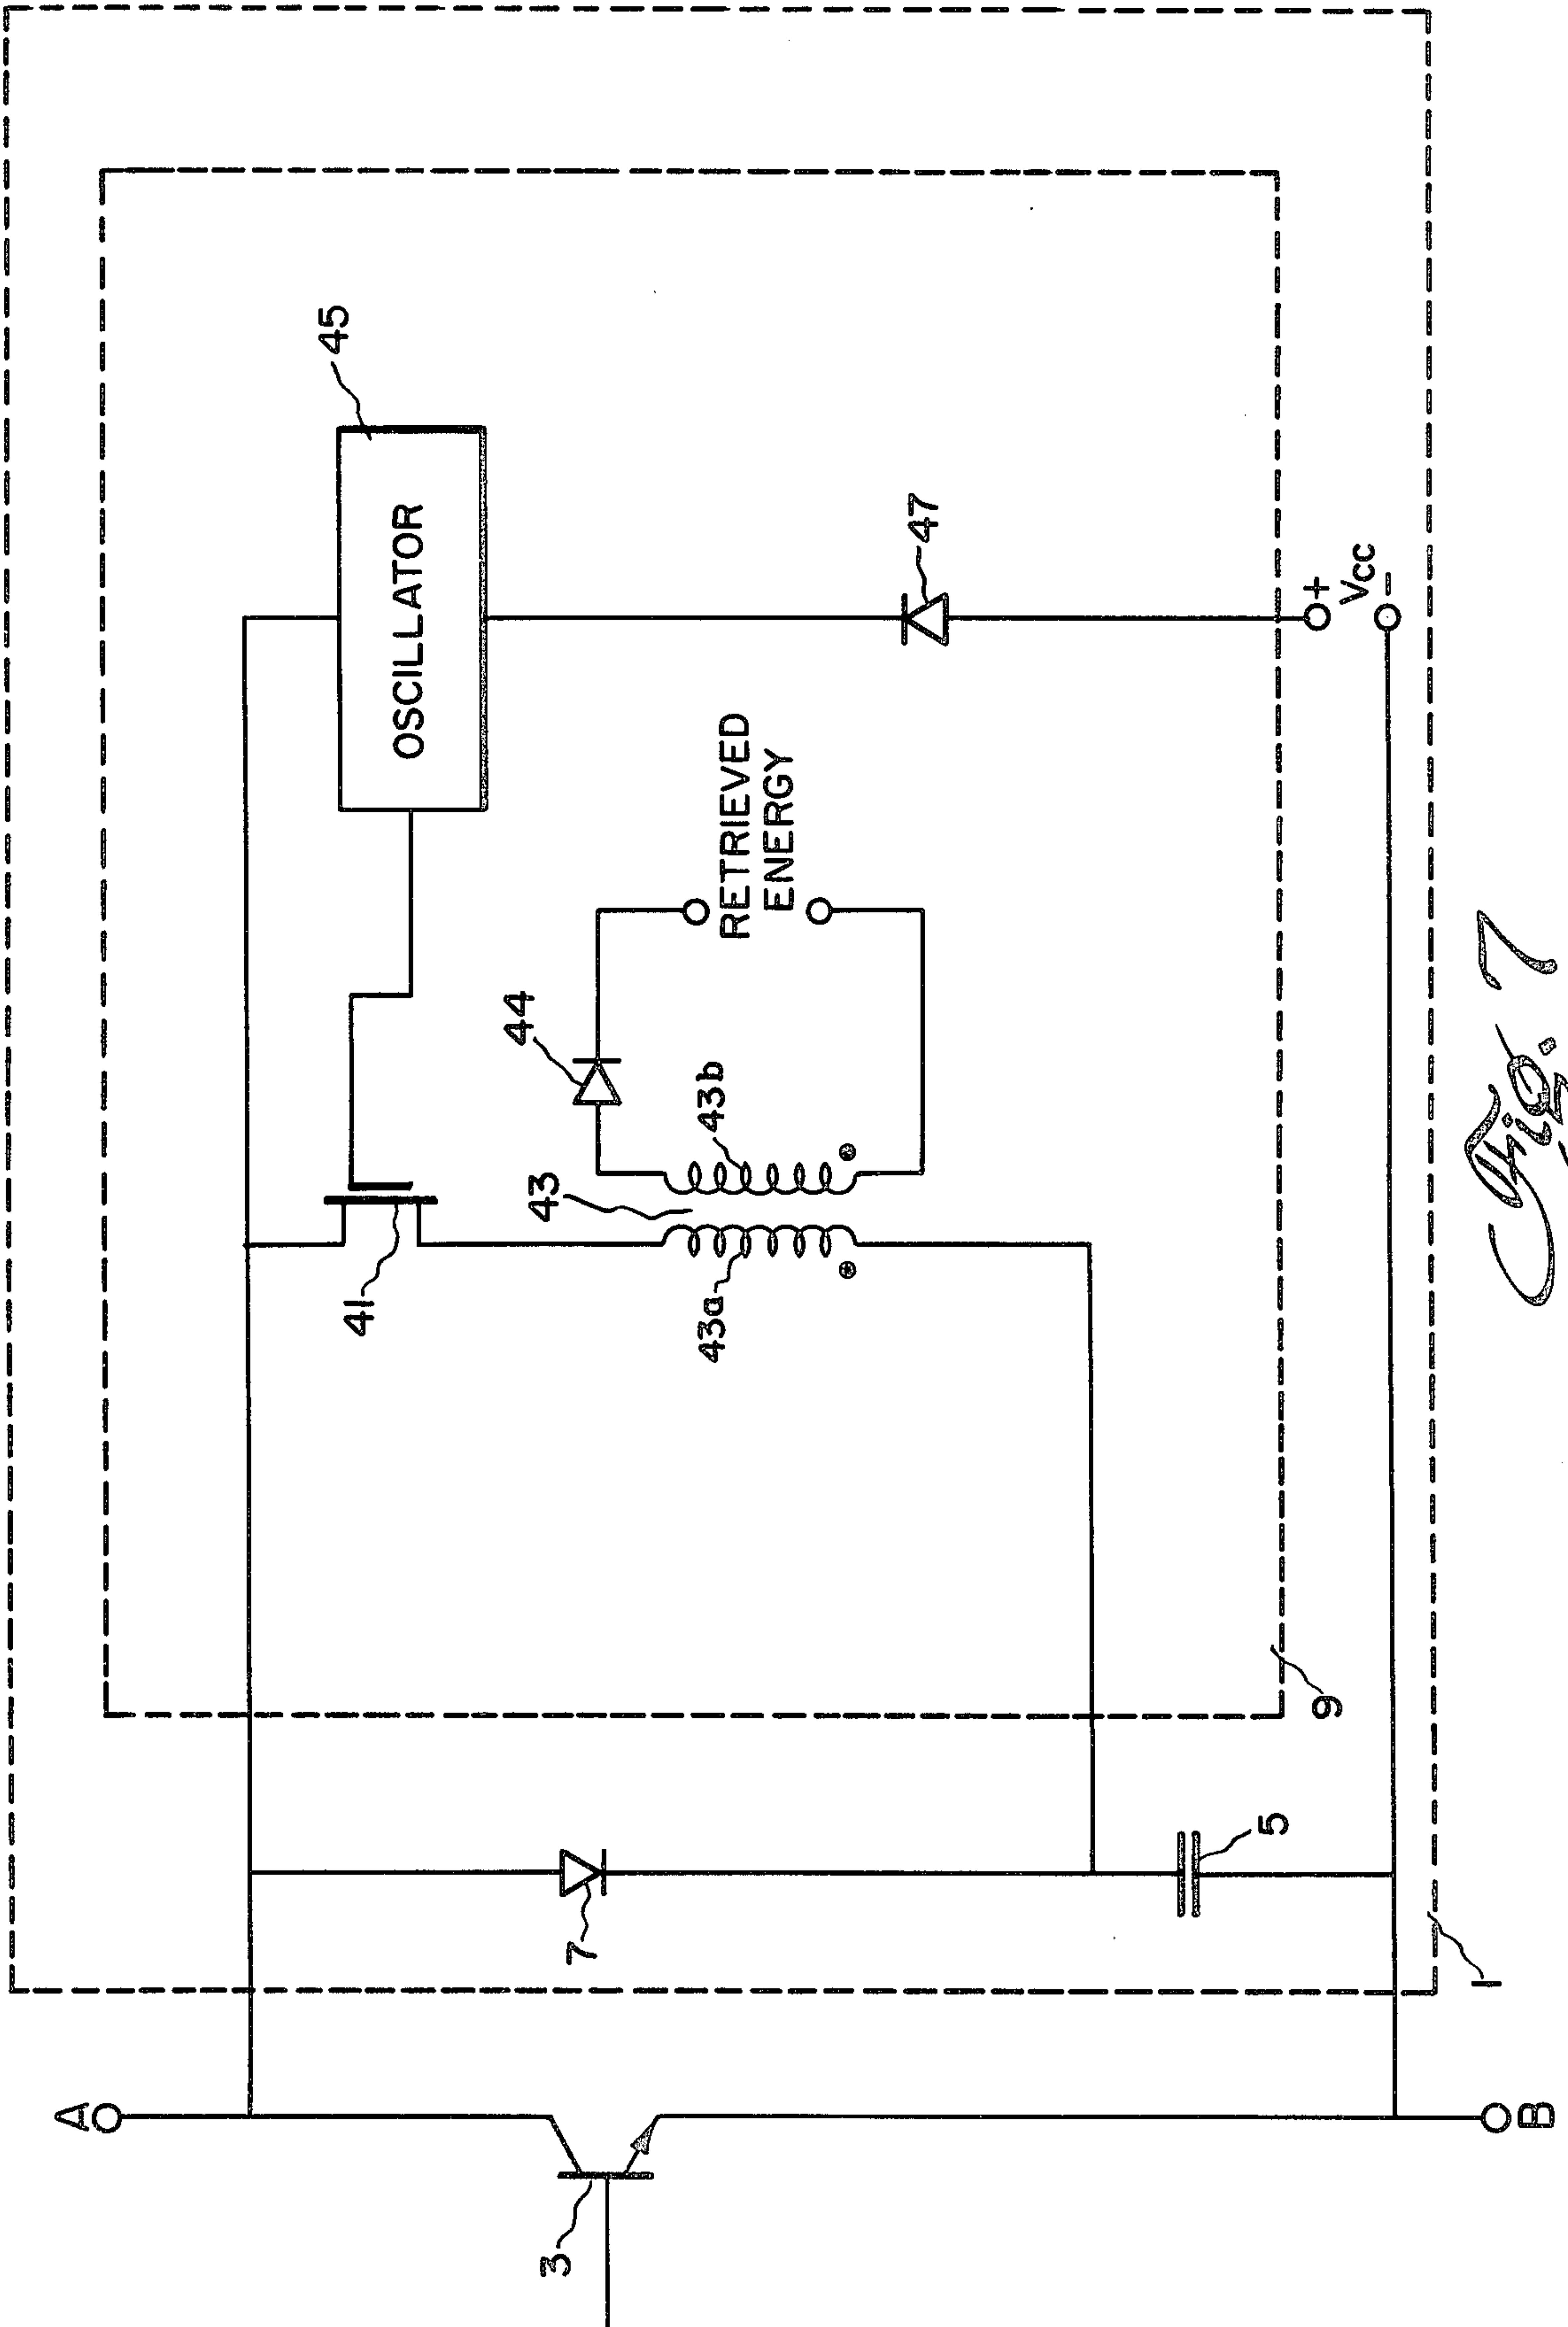 A
B
3
1
7
5
9
41
43
43a
43b
44
RETRIEVED
ENERGY
OSCILLATOR
45
47
+
Vcc
-
Fig. 7